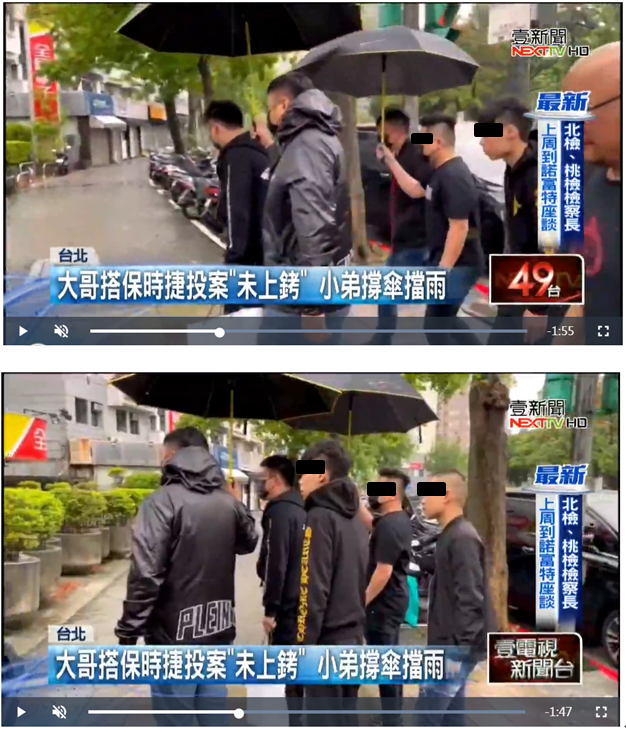 壹新聞
NEXTTV HD
最新
北檢、桃檢檢察長
上周到諾富特座談
台北
大哥搭保時捷投案"未上銬" 小弟撐傘擋雨
49台
-1:55
壹新聞
NEXTTV HD
全
最新
北檢、桃檢檢察長
上周到諾富特座談
PLEIN
台北
大哥搭保時捷投案"未上銬" 小弟撐傘擋雨
壹電視
新聞台
-1:47